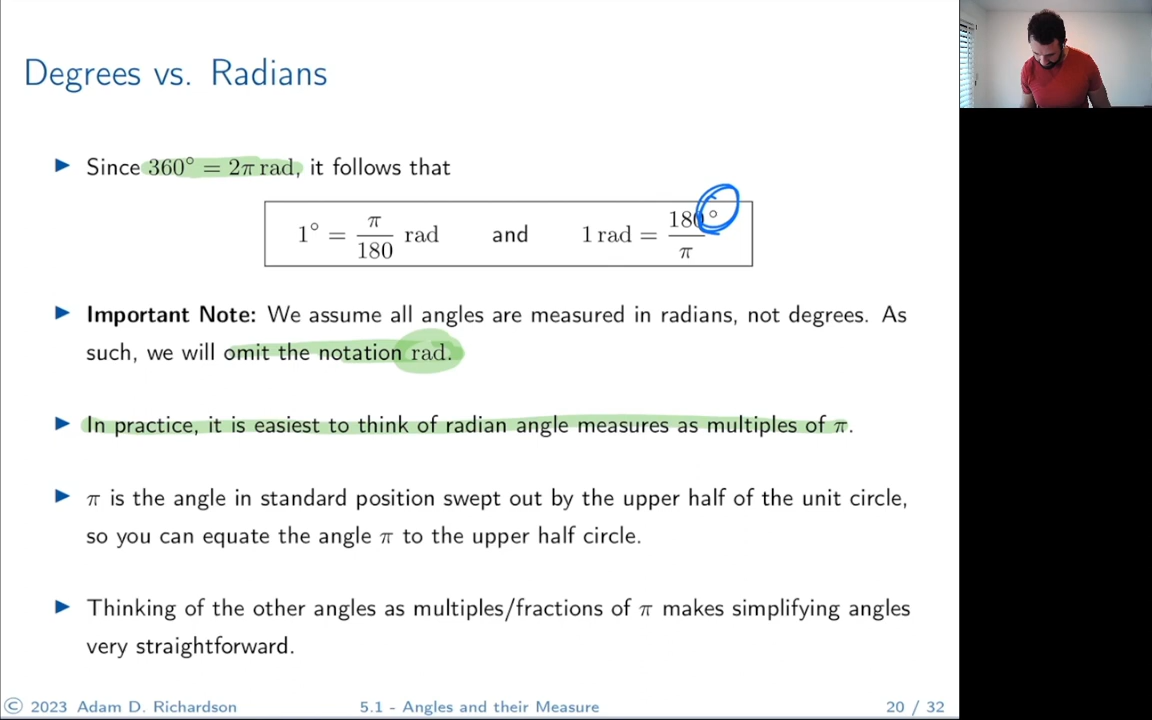 Degrees vs. Radians
▶ Since 360° = 2π rad, it follows that
1° = π/180 rad and 1 rad = 180°/π
▶ Important Note: We assume all angles are measured in radians, not degrees. As
such, we will omit the notation rad.
▶ In practice, it is easiest to think of radian angle measures as multiples of π.
▶ π is the angle in standard position swept out by the upper half of the unit circle,
so you can equate the angle π to the upper half circle.
▶ Thinking of the other angles as multiples/fractions of π makes simplifying angles
very straightforward.
© 2023 Adam D. Richardson 5.1 - Angles and their Measure 20 / 32